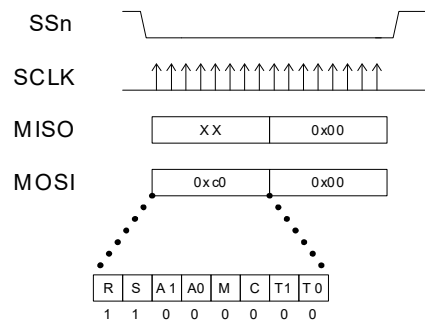 SSn
SCLK
MISO XX 0x00
MOSI 0xc0 0x00
R S A1 A0 M C T1 T0
1 1 0 0 0 0 0 0